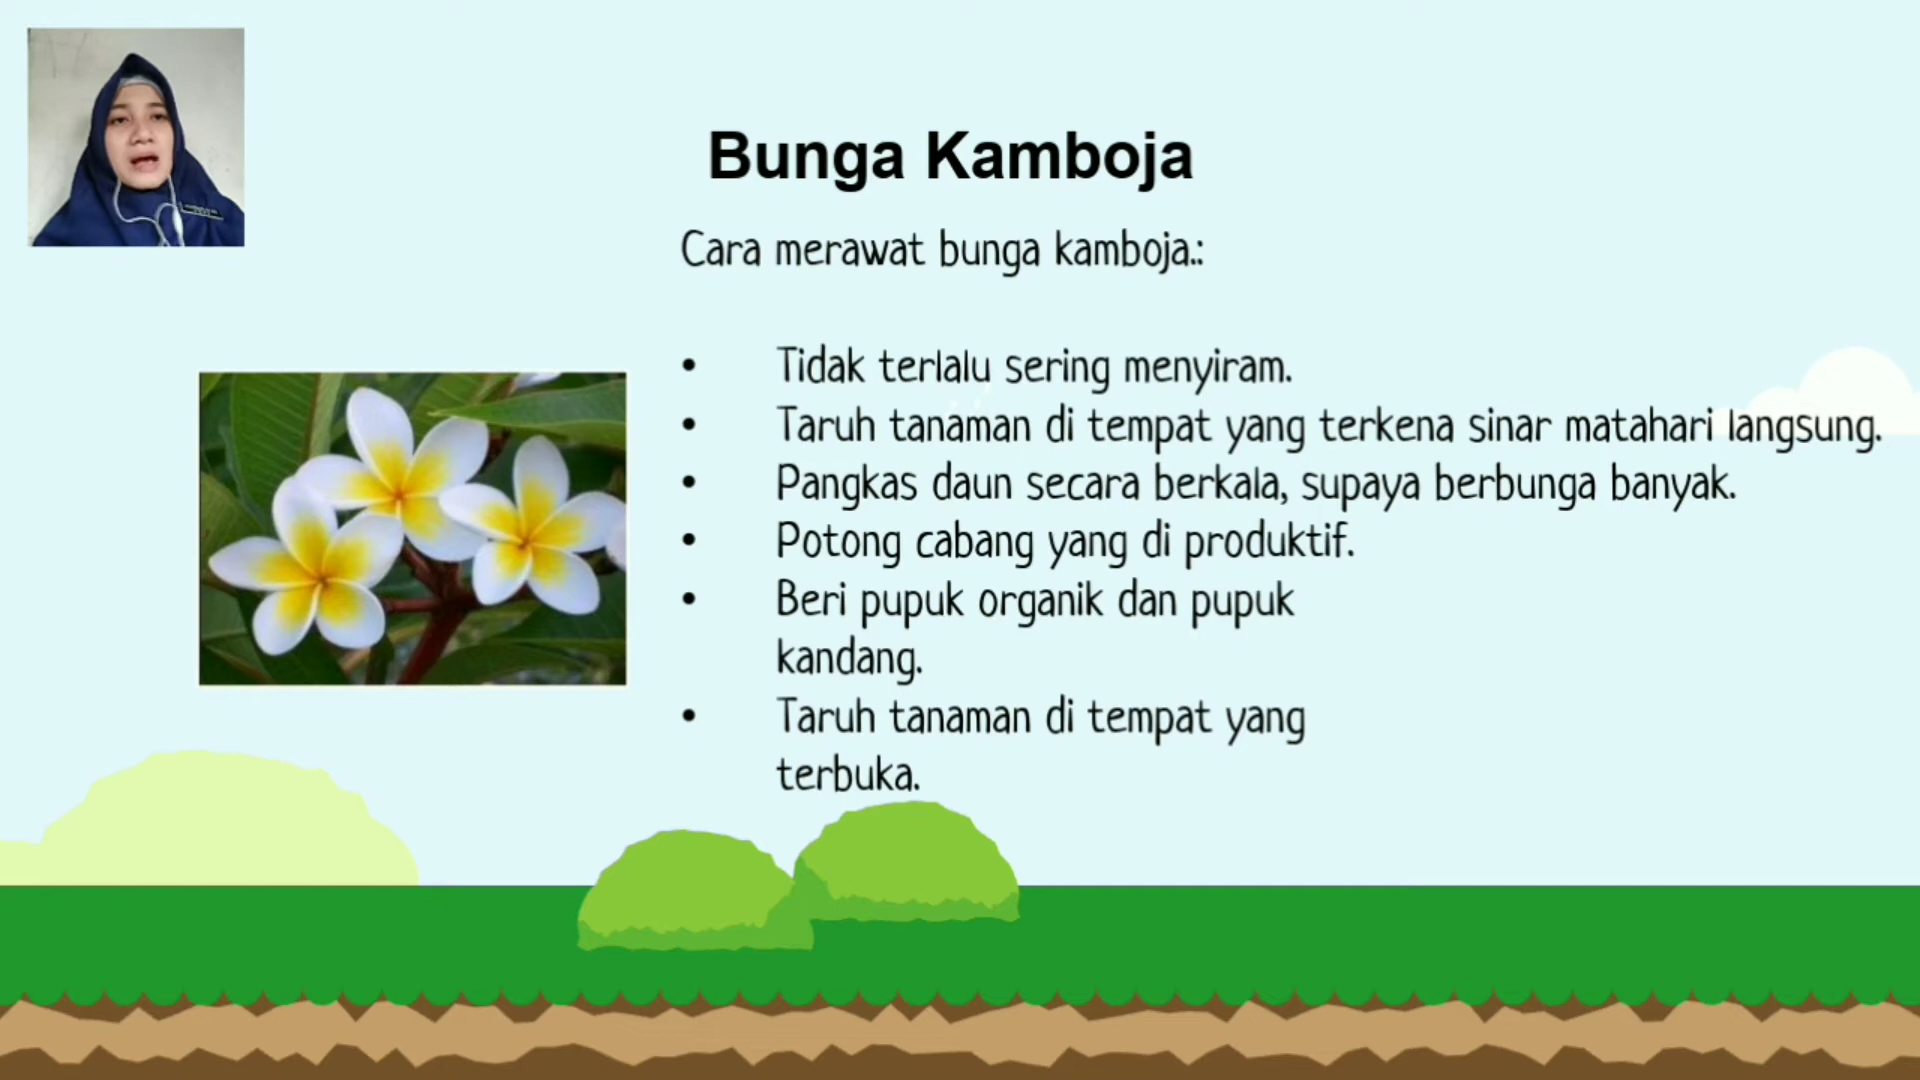 Bunga Kamboja
Cara merawat bunga kamboja.:
• Tidak terlalu sering menyiram.
• Taruh tanaman di tempat yang terkena sinar matahari langsung.
• Pangkas daun secara berkala, supaya berbunga banyak.
• Potong cabang yang di produktif.
• Beri pupuk organik dan pupuk
kandang.
• Taruh tanaman di tempat yang
terbuka.